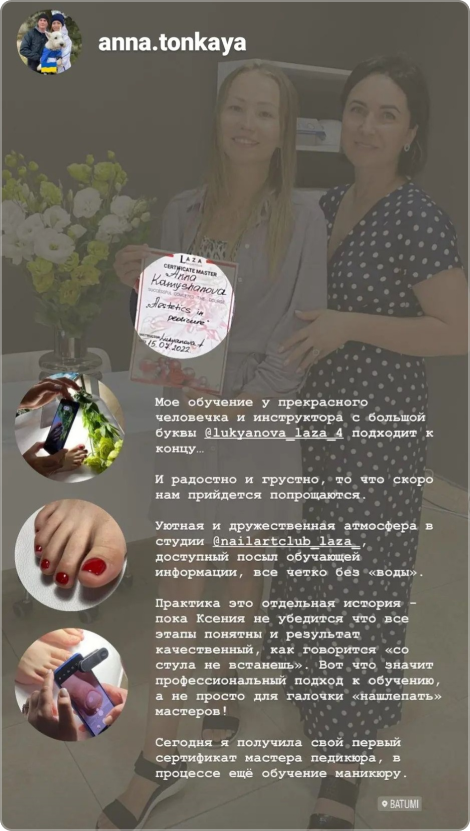 anna.tonkaya
LAZA
CERTIFICATE MASTER
Anna
Kamyshanova
"Aestetics in
pedicure"
Lukyanova A
15.07.2022
Мое обучение у прекрасного
человечка и инструктора с большой
буквы @lukyanova_laza_4 подходит к
концу…
И радостно и грустно, то что скоро
нам прийдется попрощаются.
Уютная и дружественная атмосфера в
студии @nailartclub_laza_,
доступный посыл обучающей
информации, все четко без «воды».
Практика это отдельная история –
пока Ксения не убедится что все
этапы понятны и результат
качественный, как говорится «со
стула не встанешь». Вот что значит
профессиональный подход к обучению,
а не просто для галочки «нашлепать»
мастеров!
Сегодня я получила свой первый
сертификат мастера педикюра, в
процессе ещё обучение маникюру.
BATUMI